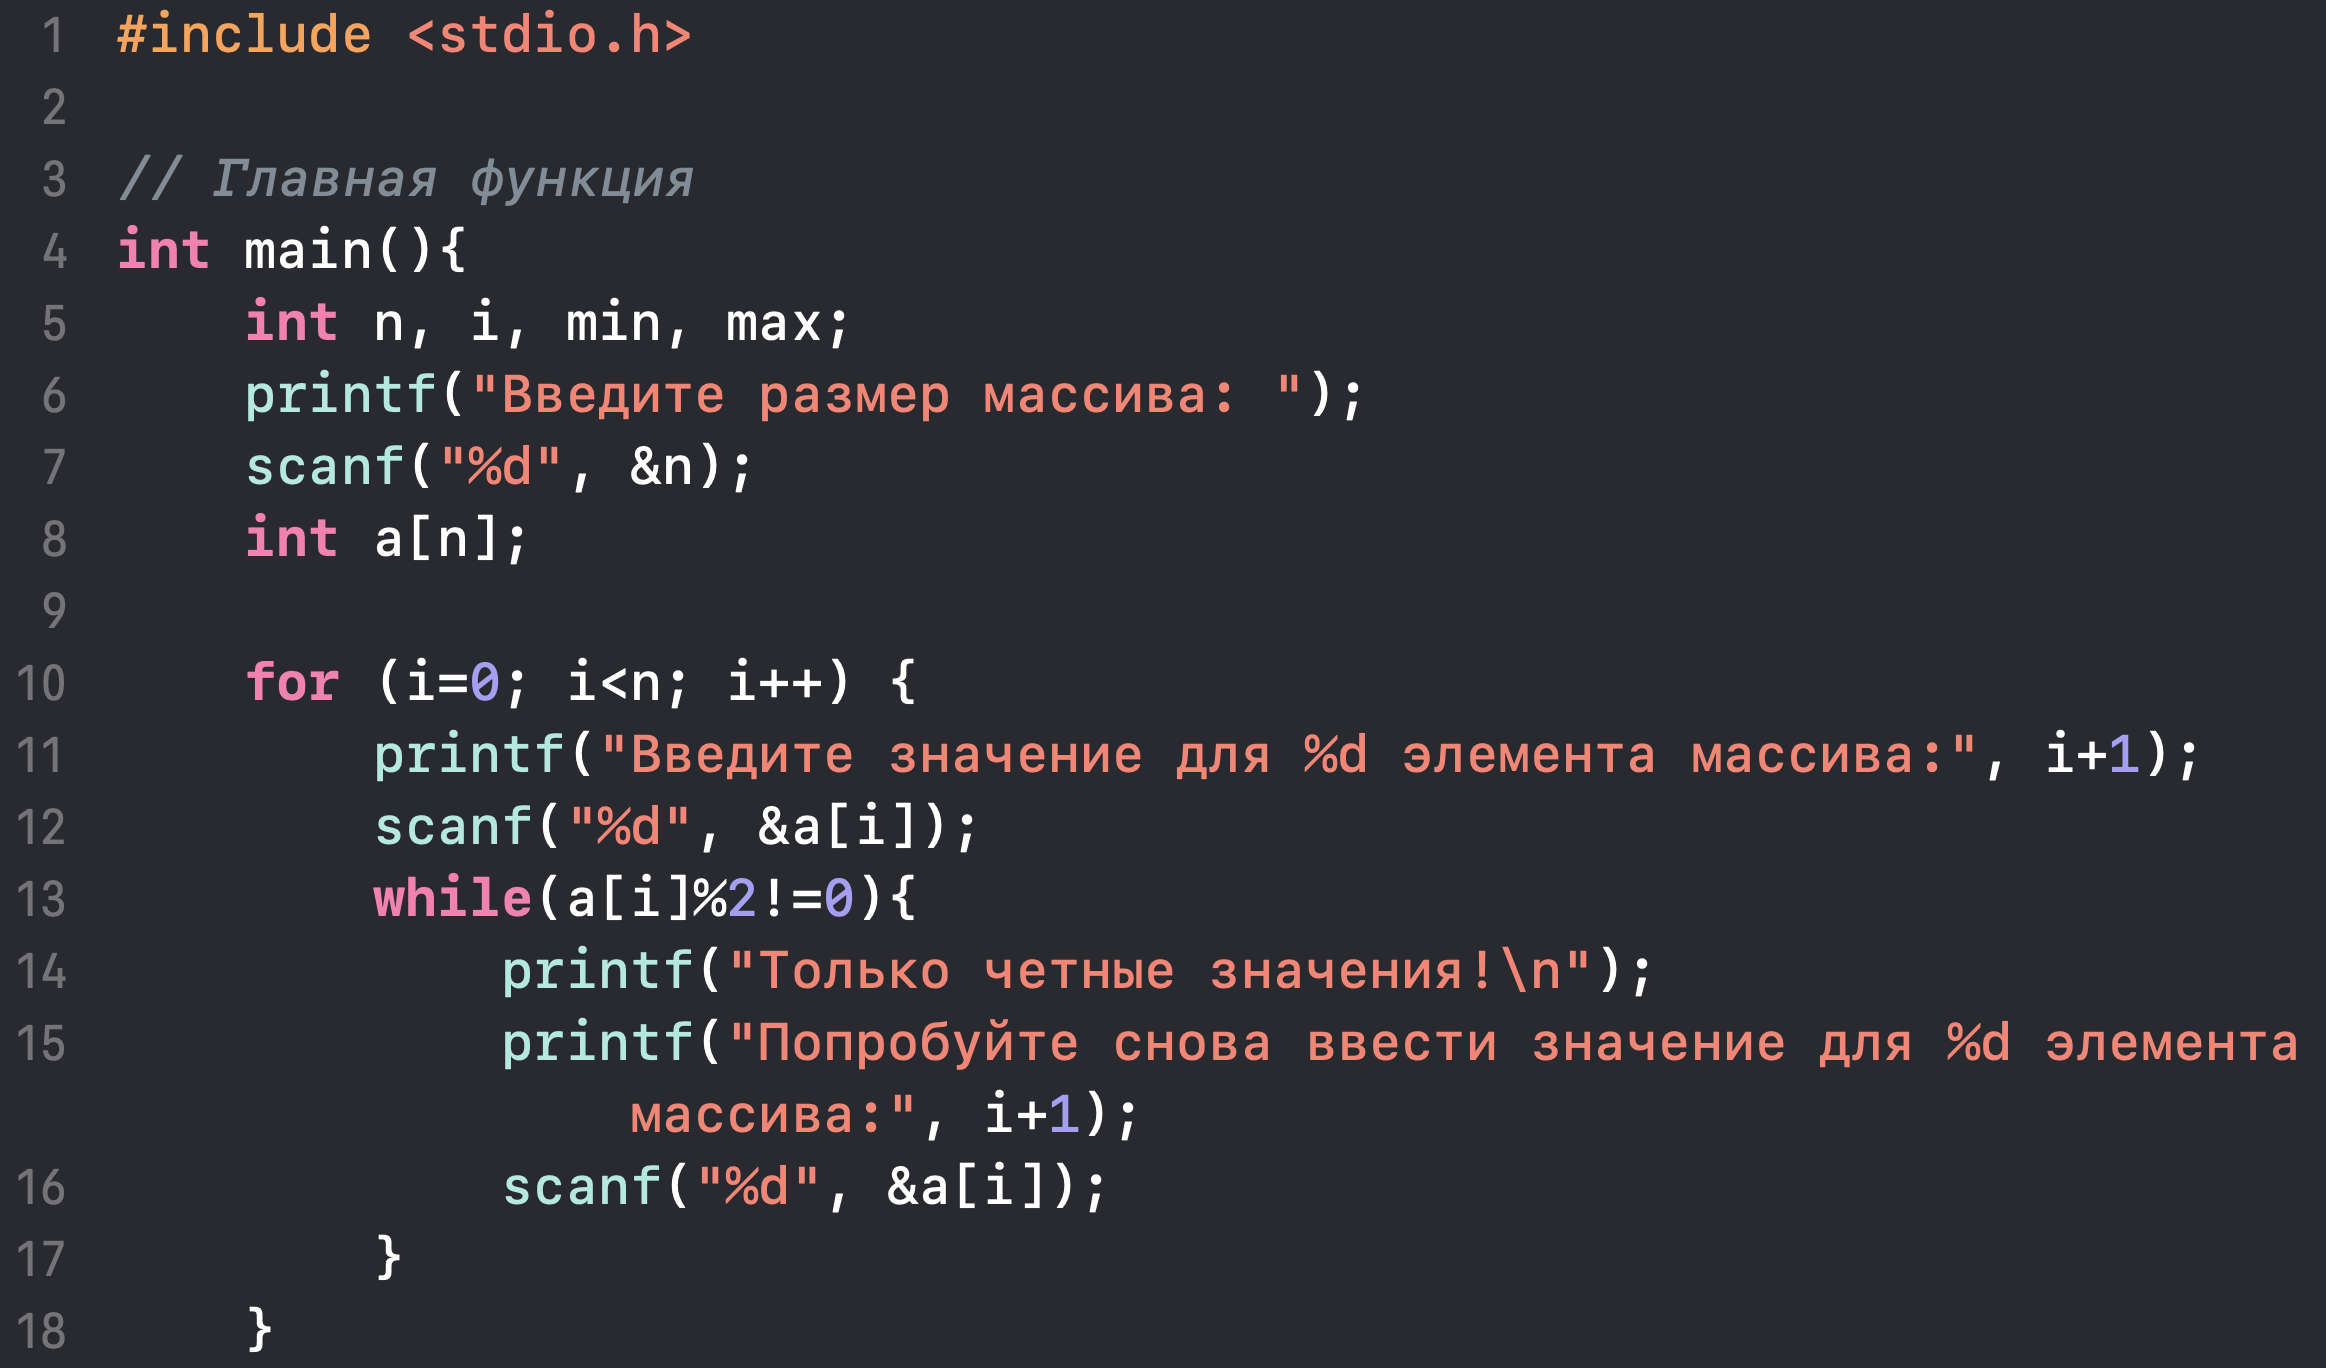 1 #include <stdio.h>
2
3 // Главная функция
4 int main(){
5     int n, i, min, max;
6     printf("Введите размер массива: ");
7     scanf("%d", &n);
8     int a[n];
9
10     for (i=0; i<n; i++) {
11         printf("Введите значение для %d элемента массива:", i+1);
12         scanf("%d", &a[i]);
13         while(a[i]%2!=0){
14             printf("Только четные значения!\n");
15             printf("Попробуйте снова ввести значение для %d элемента
                массива:", i+1);
16             scanf("%d", &a[i]);
17         }
18     }